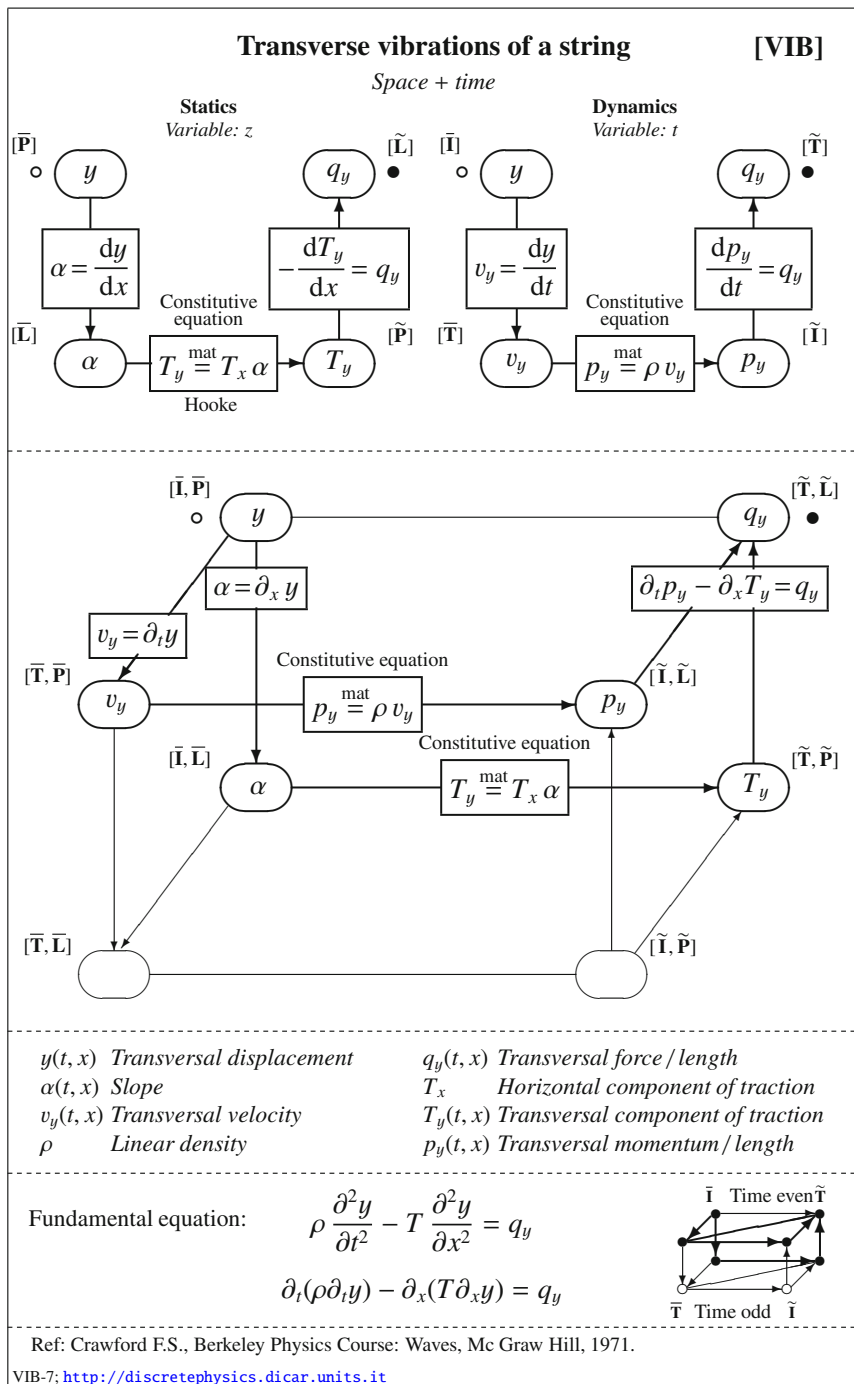 Transverse vibrations of a string [VIB]
Space + time
Statics
Variable: z
Dynamics
Variable: t
[P̅] y q_y [L̃]
[I̅] y q_y [T̃]
α = dy/dx
−dT_y/dx = q_y
v_y = dy/dt
dp_y/dt = q_y
Constitutive equation
Constitutive equation
[L̅] α T_y mat= T_x α T_y [P̃]
Hooke
[T̅] v_y p_y mat= ρ v_y p_y [Ĩ]
[I̅, P̅] y q_y [T̃, L̃]
α = ∂_x y
∂_t p_y − ∂_x T_y = q_y
v_y = ∂_t y
Constitutive equation
[T̅, P̅] v_y p_y mat= ρ v_y p_y [Ĩ, L̃]
Constitutive equation
[I̅, L̅] α T_y mat= T_x α T_y [T̃, P̃]
[T̅, L̅] [Ĩ, P̃]
y(t, x) Transversal displacement q_y(t, x) Transversal force / length
α(t, x) Slope T_x Horizontal component of traction
v_y(t, x) Transversal velocity T_y(t, x) Transversal component of traction
ρ Linear density p_y(t, x) Transversal momentum / length
Fundamental equation: ρ ∂²y/∂t² − T ∂²y/∂x² = q_y
∂_t(ρ∂_t y) − ∂_x(T∂_x y) = q_y
I̅ Time even T̃
T̅ Time odd Ĩ
Ref: Crawford F.S., Berkeley Physics Course: Waves, Mc Graw Hill, 1971.
VIB-7; http://discretephysics.dicar.units.it